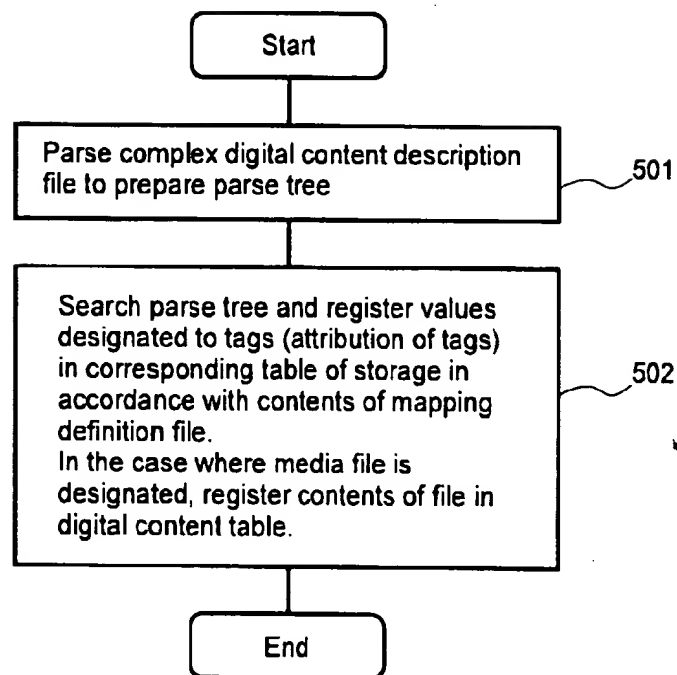 Start
Parse complex digital content description
file to prepare parse tree
501
Search parse tree and register values
designated to tags (attribution of tags)
in corresponding table of storage in
accordance with contents of mapping
definition file.
In the case where media file is
designated, register contents of file in
digital content table.
502
End